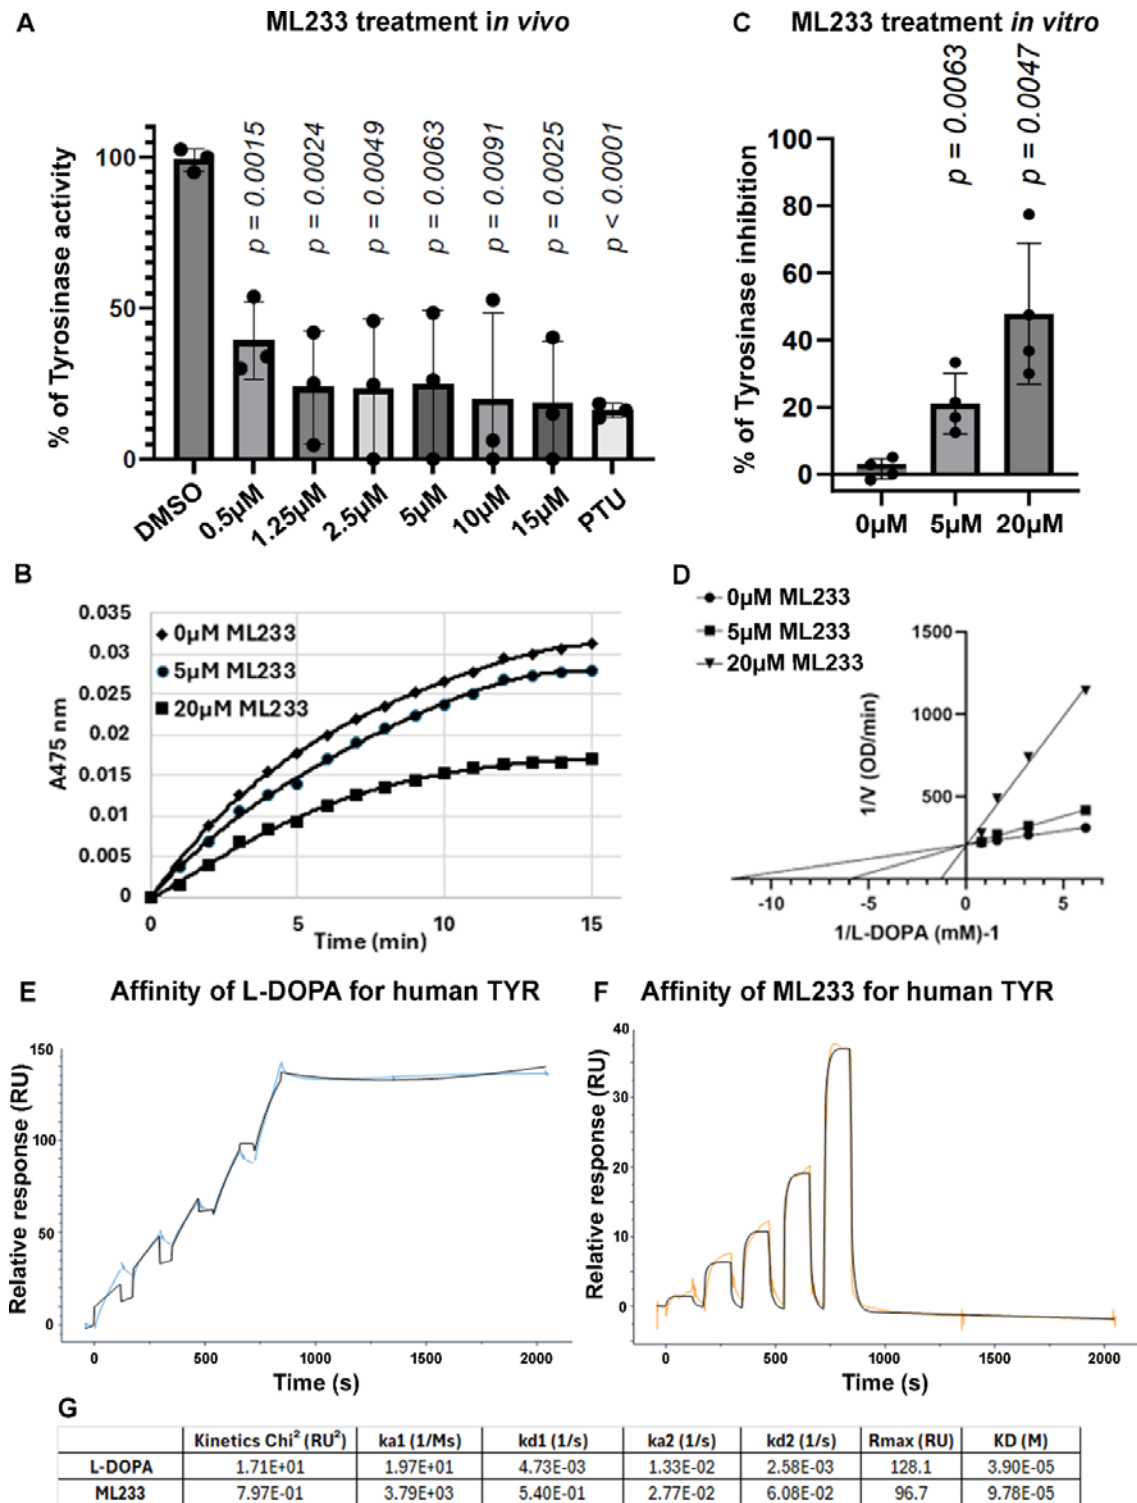 A
ML233 treatment in vivo
% of Tyrosinase activity
100
50
0
p = 0.0015
p = 0.0024
p = 0.0049
p = 0.0063
p = 0.0091
p = 0.0025
p < 0.0001
DMSO
0.5µM
1.25µM
2.5µM
5µM
10µM
15µM
PTU
C
ML233 treatment in vitro
% of Tyrosinase inhibition
100
80
60
40
20
0
p = 0.0063
p = 0.0047
0µM
5µM
20µM
B
A475 nm
0.035
0.03
0.025
0.02
0.015
0.01
0.005
0
0µM ML233
5µM ML233
20µM ML233
0
5
10
15
Time (min)
D
0µM ML233
5µM ML233
20µM ML233
1/V (OD/min)
1500
1000
500
-10
-5
0
5
1/L-DOPA (mM)-1
E
Affinity of L-DOPA for human TYR
Relative response (RU)
150
100
50
0
0
500
1000
1500
2000
Time (s)
F
Affinity of ML233 for human TYR
Relative response (RU)
40
30
20
10
0
0
500
1000
1500
2000
Time (s)
G
Kinetics Chi² (RU²) ka1 (1/Ms) kd1 (1/s) ka2 (1/s) kd2 (1/s) Rmax (RU) KD (M)
L-DOPA 1.71E+01 1.97E+01 4.73E-03 1.33E-02 2.58E-03 128.1 3.90E-05
ML233 7.97E-01 3.79E+03 5.40E-01 2.77E-02 6.08E-02 96.7 9.78E-05